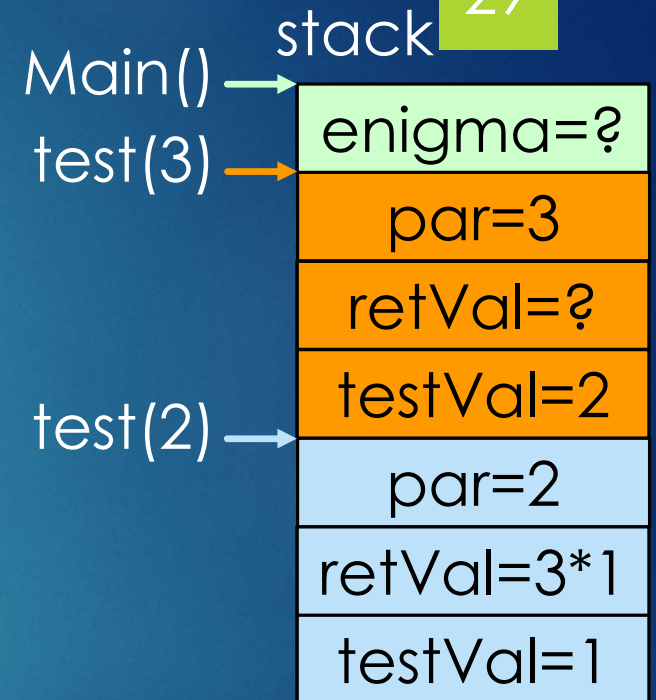 stack
Main()
enigma=?
test(3)
par=3
retVal=?
testVal=2
test(2)
par=2
retVal=3*1
testVal=1